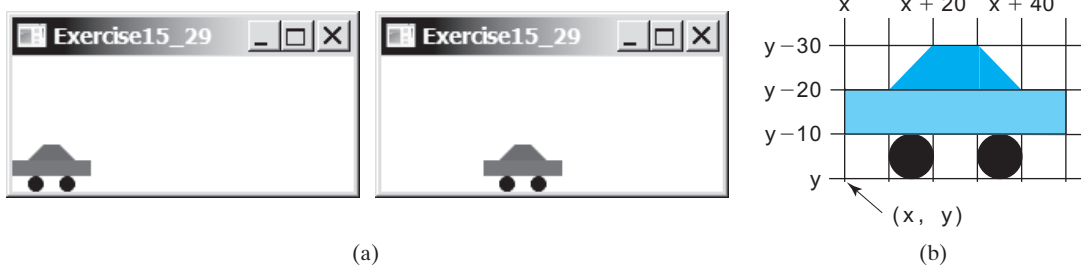 Exercise15_29
Exercise15_29
x x + 20 x + 40
y – 30
y – 20
y – 10
y
(x, y)
(a)
(b)